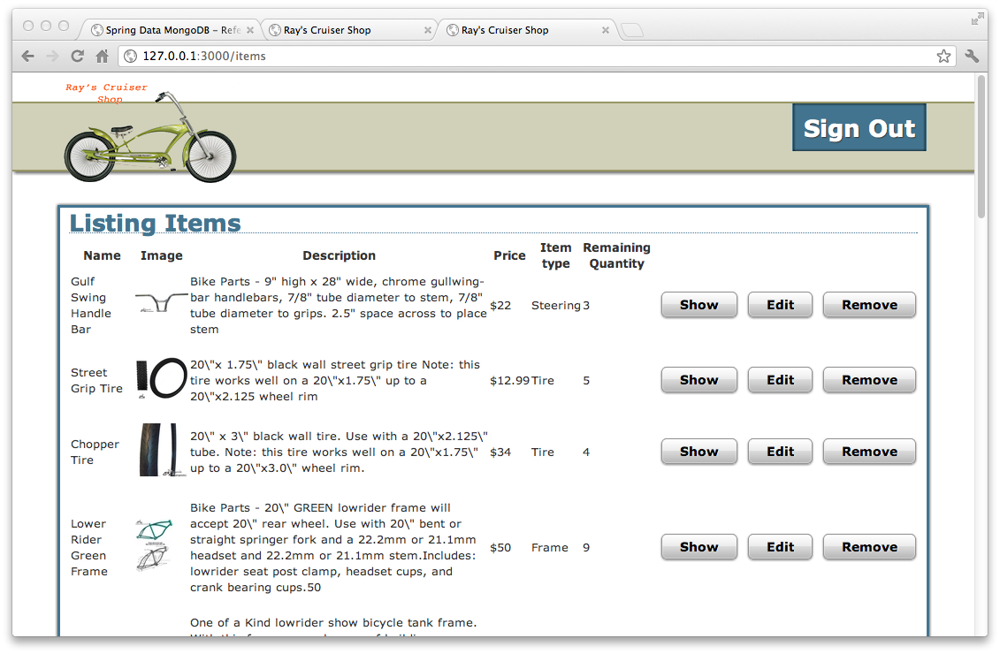 Spring Data MongoDB – Refe
Ray's Cruiser Shop
Ray's Cruiser Shop
127.0.0.1:3000/items
Ray's Cruiser
Shop
Sign Out
Listing Items
Name Image Description Price Item type Remaining Quantity
Gulf
Swing
Handle
Bar
Bike Parts - 9" high x 28" wide, chrome gullwing-
bar handlebars, 7/8" tube diameter to stem, 7/8"
tube diameter to grips. 2.5" space across to place
stem
$22 Steering 3 Show Edit Remove
Street
Grip Tire
20\"x 1.75\" black wall street grip tire Note: this
tire works well on a 20\"x1.75\" up to a
20\"x2.125 wheel rim
$12.99 Tire 5 Show Edit Remove
Chopper
Tire
20\" x 3\" black wall tire. Use with a 20\"x2.125\"
tube. Note: this tire works well on a 20\"x1.75\"
up to a 20\"x3.0\" wheel rim.
$34 Tire 4 Show Edit Remove
Lower
Rider
Green
Frame
Bike Parts - 20\" GREEN lowrider frame will
accept 20\" rear wheel. Use with 20\" bent or
straight springer fork and a 22.2mm or 21.1mm
headset and 22.2mm or 21.1mm stem.Includes:
lowrider seat post clamp, headset cups, and
crank bearing cups.50
$50 Frame 9 Show Edit Remove
One of a Kind lowrider show bicycle tank frame.